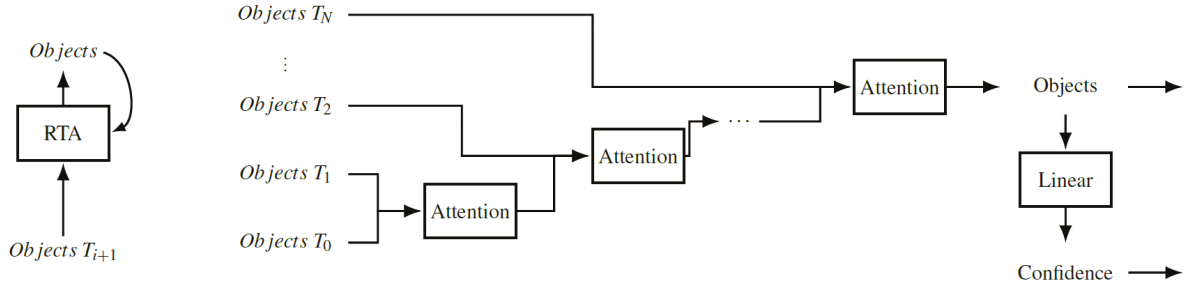 Objects
RTA
Objects T_{i+1}
Objects T_N
⋮
Objects T_2
Objects T_1
Objects T_0
Attention
Attention
...
Attention
Objects
Linear
Confidence